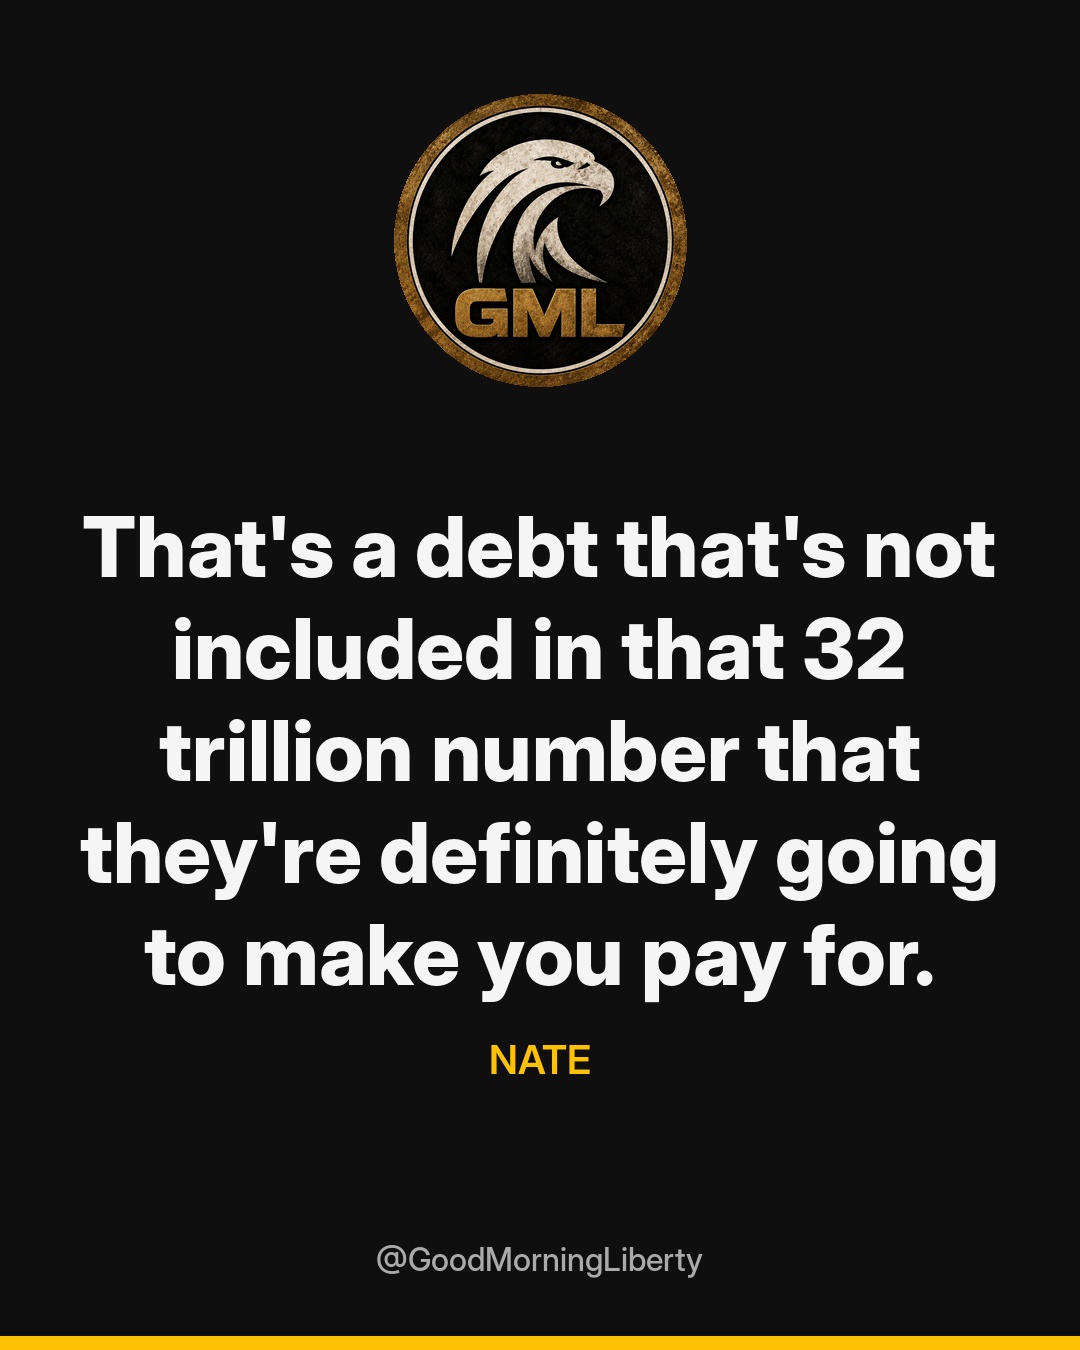 GML
That's a debt that's not
included in that 32
trillion number that
they're definitely going
to make you pay for.
NATE
@GoodMorningLiberty